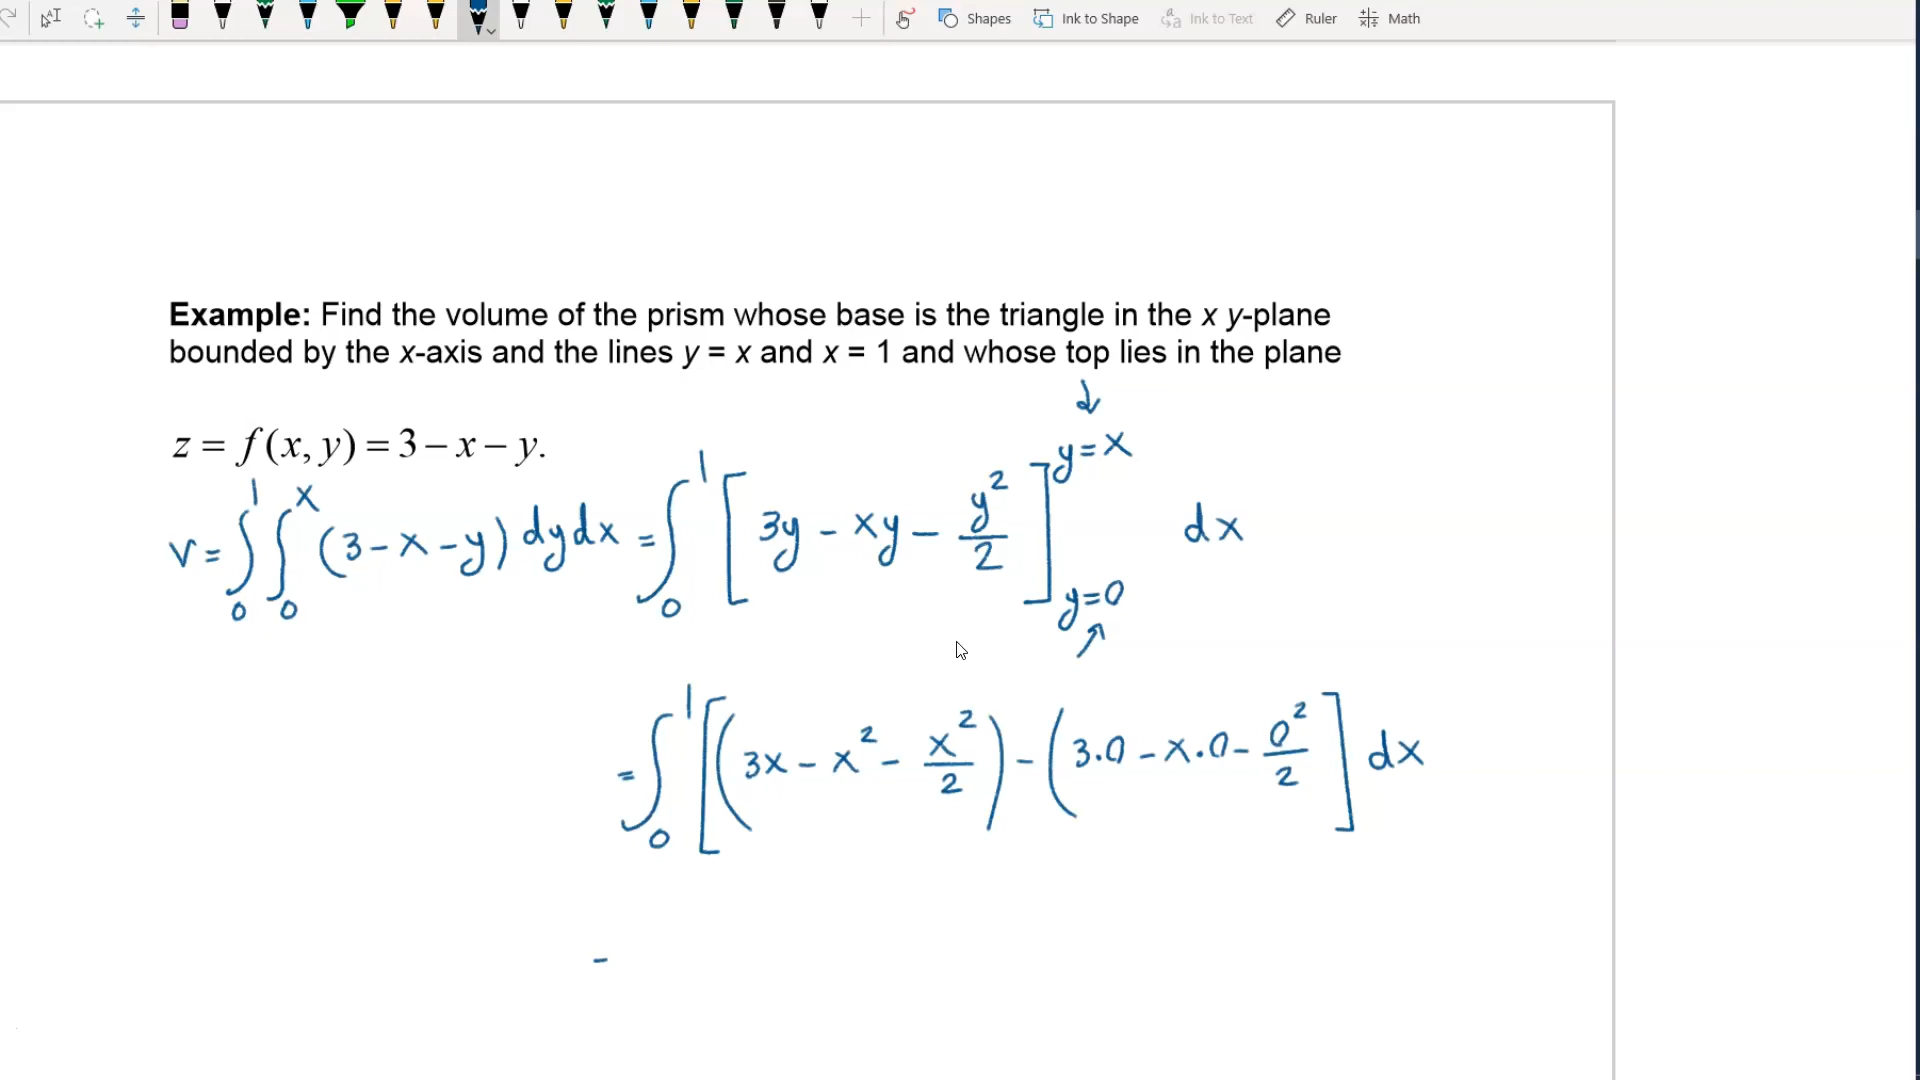 Shapes Ink to Shape Ink to Text Ruler Math
Example: Find the volume of the prism whose base is the triangle in the x y-plane
bounded by the x-axis and the lines y = x and x = 1 and whose top lies in the plane
z = f(x, y) = 3 − x − y.
V = ∫₀¹ ∫₀ˣ (3 − x − y) dy dx = ∫₀¹ [3y − xy − y²/2]_{y=0}^{y=x} dx
= ∫₀¹ [(3x − x² − x²/2) − (3·0 − x·0 − 0²/2] dx
-